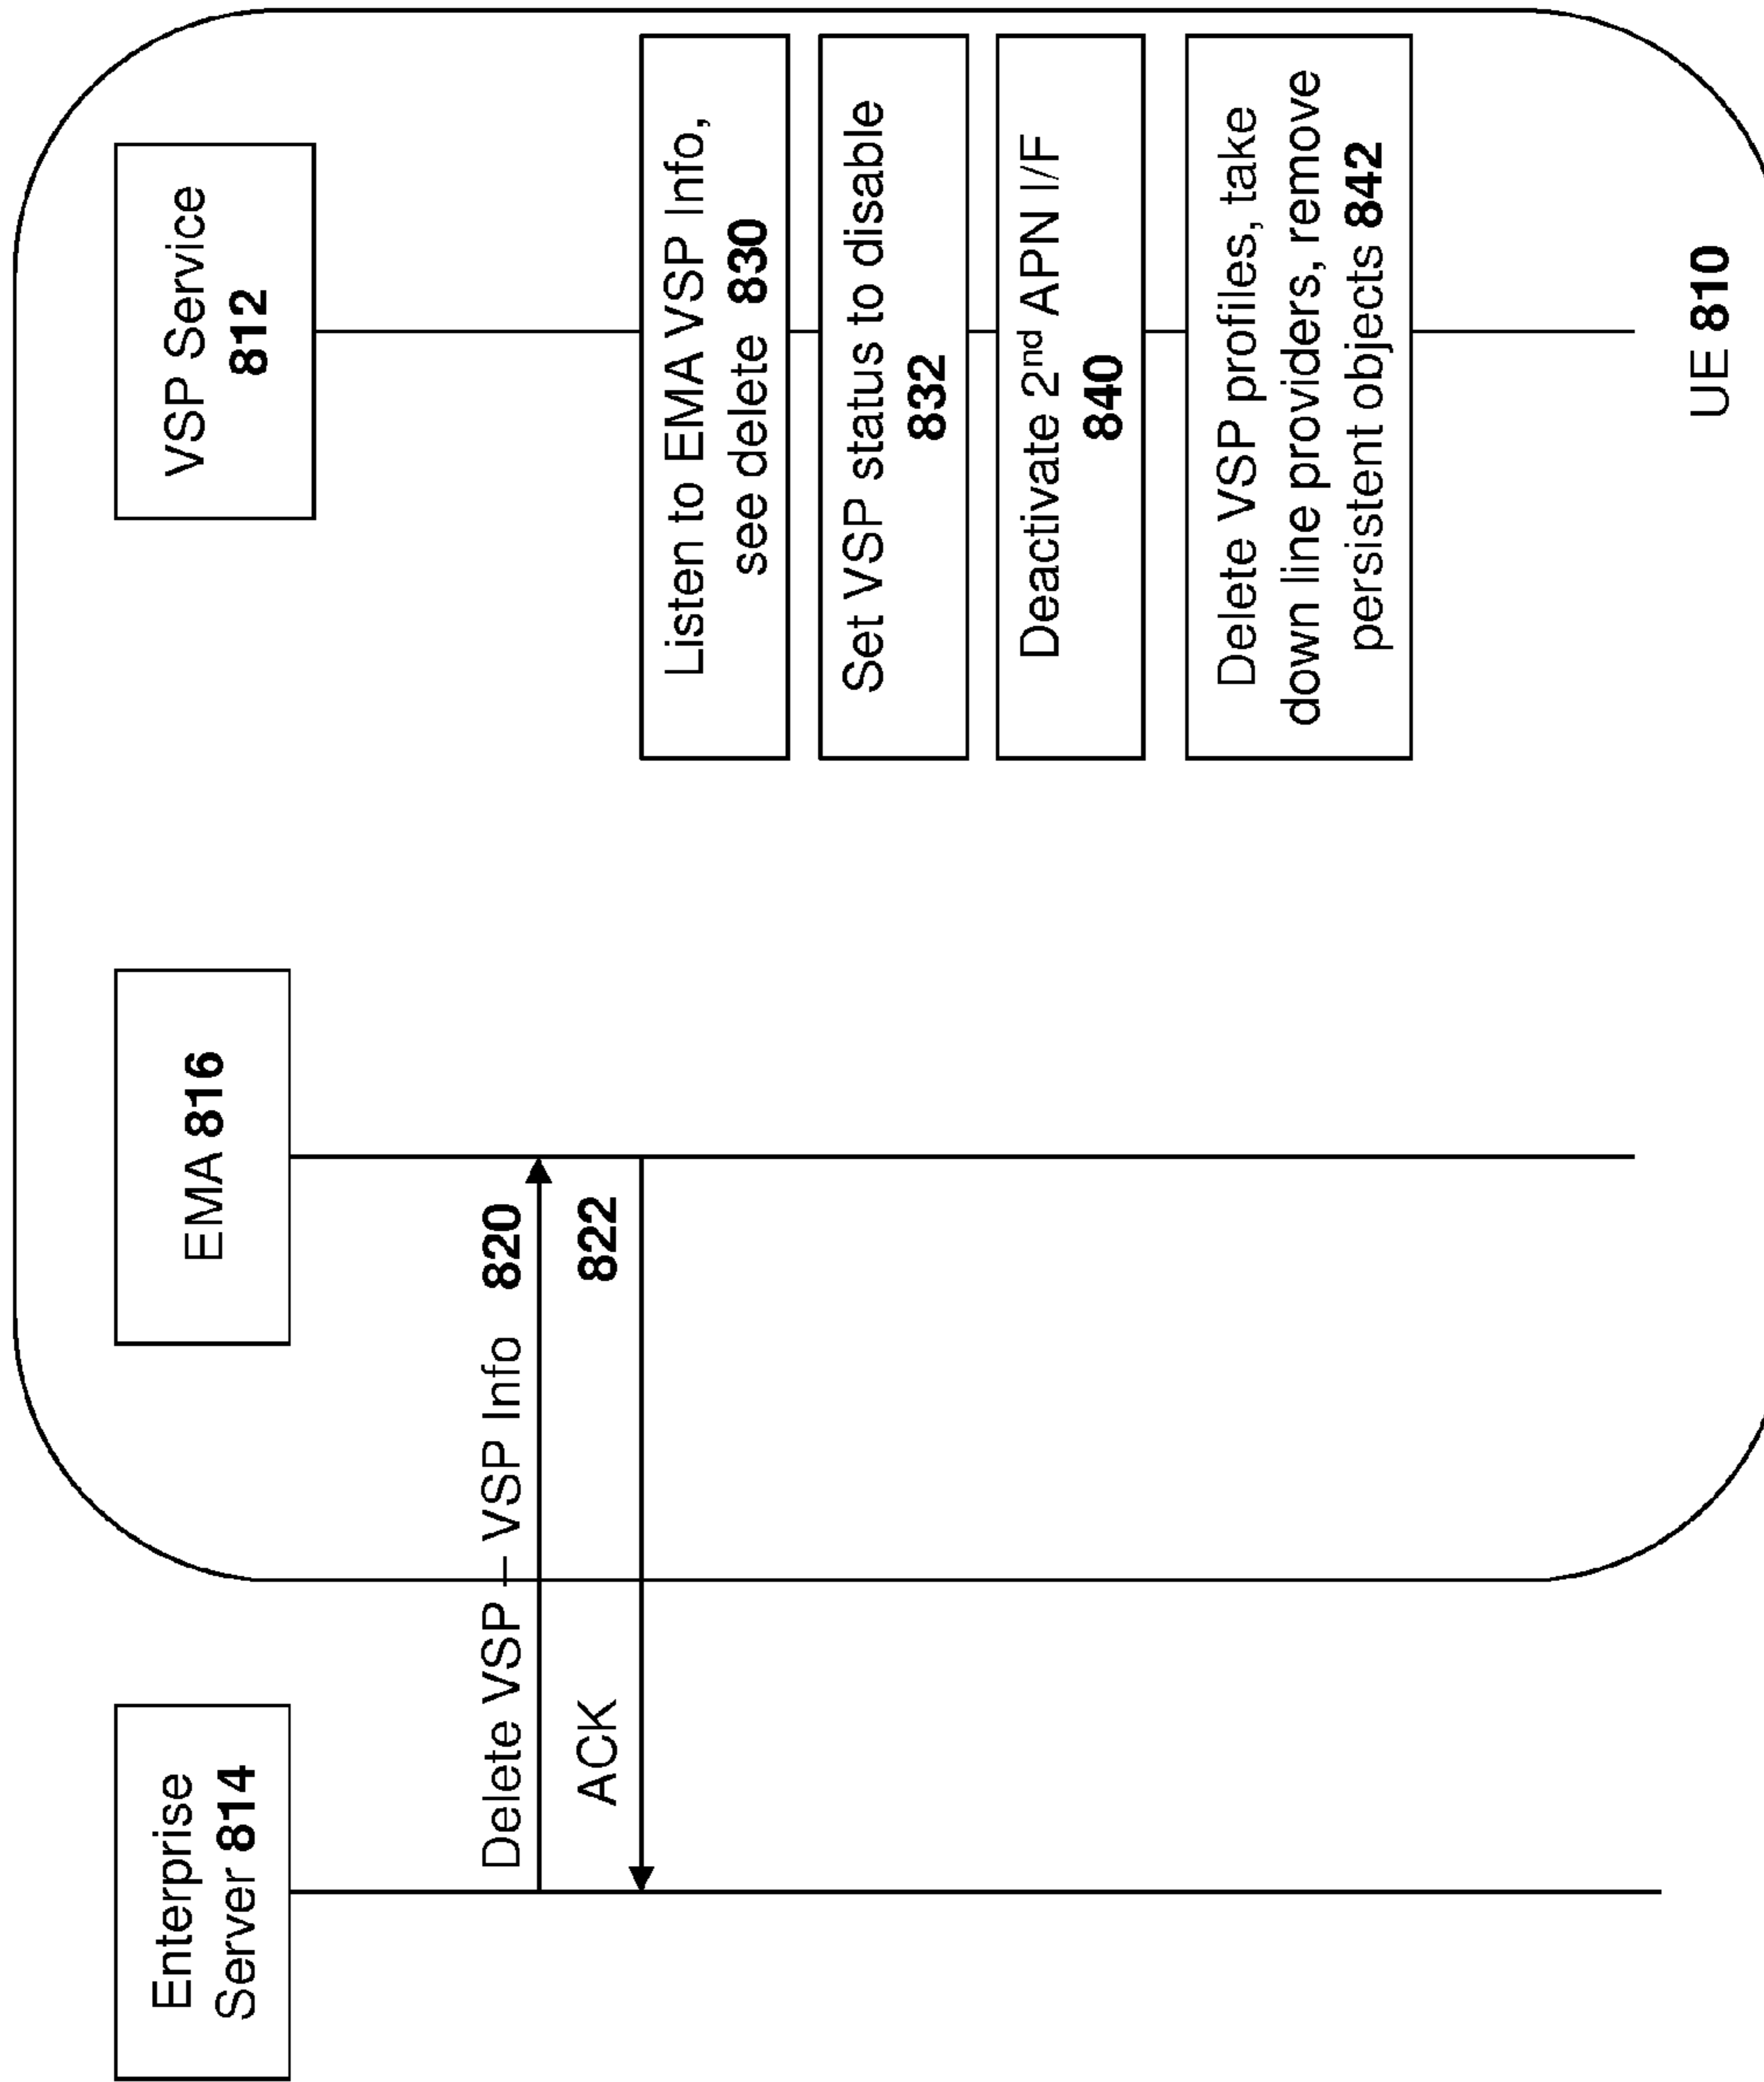 Enterprise
Server 814
EMA 816
VSP Service
812
Delete VSP – VSP Info 820
ACK 822
Listen to EMA VSP Info,
see delete 830
Set VSP status to disable
832
Deactivate 2nd APN I/F
840
Delete VSP profiles, take
down line providers, remove
persistent objects 842
UE 810